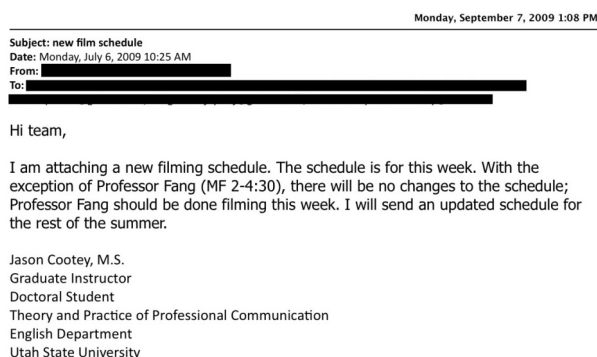 Monday, September 7, 2009 1:08 PM
Subject: new film schedule
Date: Monday, July 6, 2009 10:25 AM
From:
To:
Hi team,
I am attaching a new filming schedule. The schedule is for this week. With the
exception of Professor Fang (MF 2-4:30), there will be no changes to the schedule;
Professor Fang should be done filming this week. I will send an updated schedule for
the rest of the summer.
Jason Cootey, M.S.
Graduate Instructor
Doctoral Student
Theory and Practice of Professional Communication
English Department
Utah State University